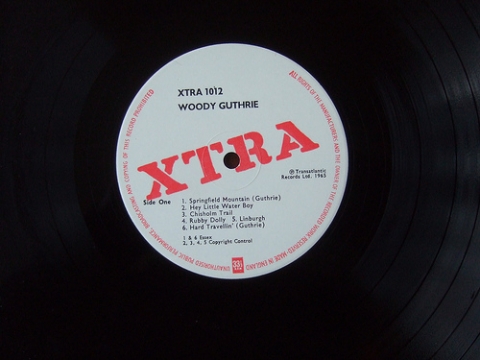 XTRA 1012
WOODY GUTHRIE
XTRA
Ⓟ Transatlantic
Records Ltd. 1965
Side One
1. Springfield Mountain (Guthrie)
2. Hey Little Water Boy
3. Chisholm Trail
4. Rubby Dolly 5. Linburgh
6. Hard Travellin' (Guthrie)
1 & 6 Essex
2, 3, 4, 5 Copyright Control
33⅓
ALL RIGHTS OF THE MANUFACTURER AND THE OWNER OF THE RECORDED WORK RESERVED · MADE IN ENGLAND
UNAUTHORISED PUBLIC PERFORMANCE, BROADCASTING AND COPYING OF THIS RECORD PROHIBITED